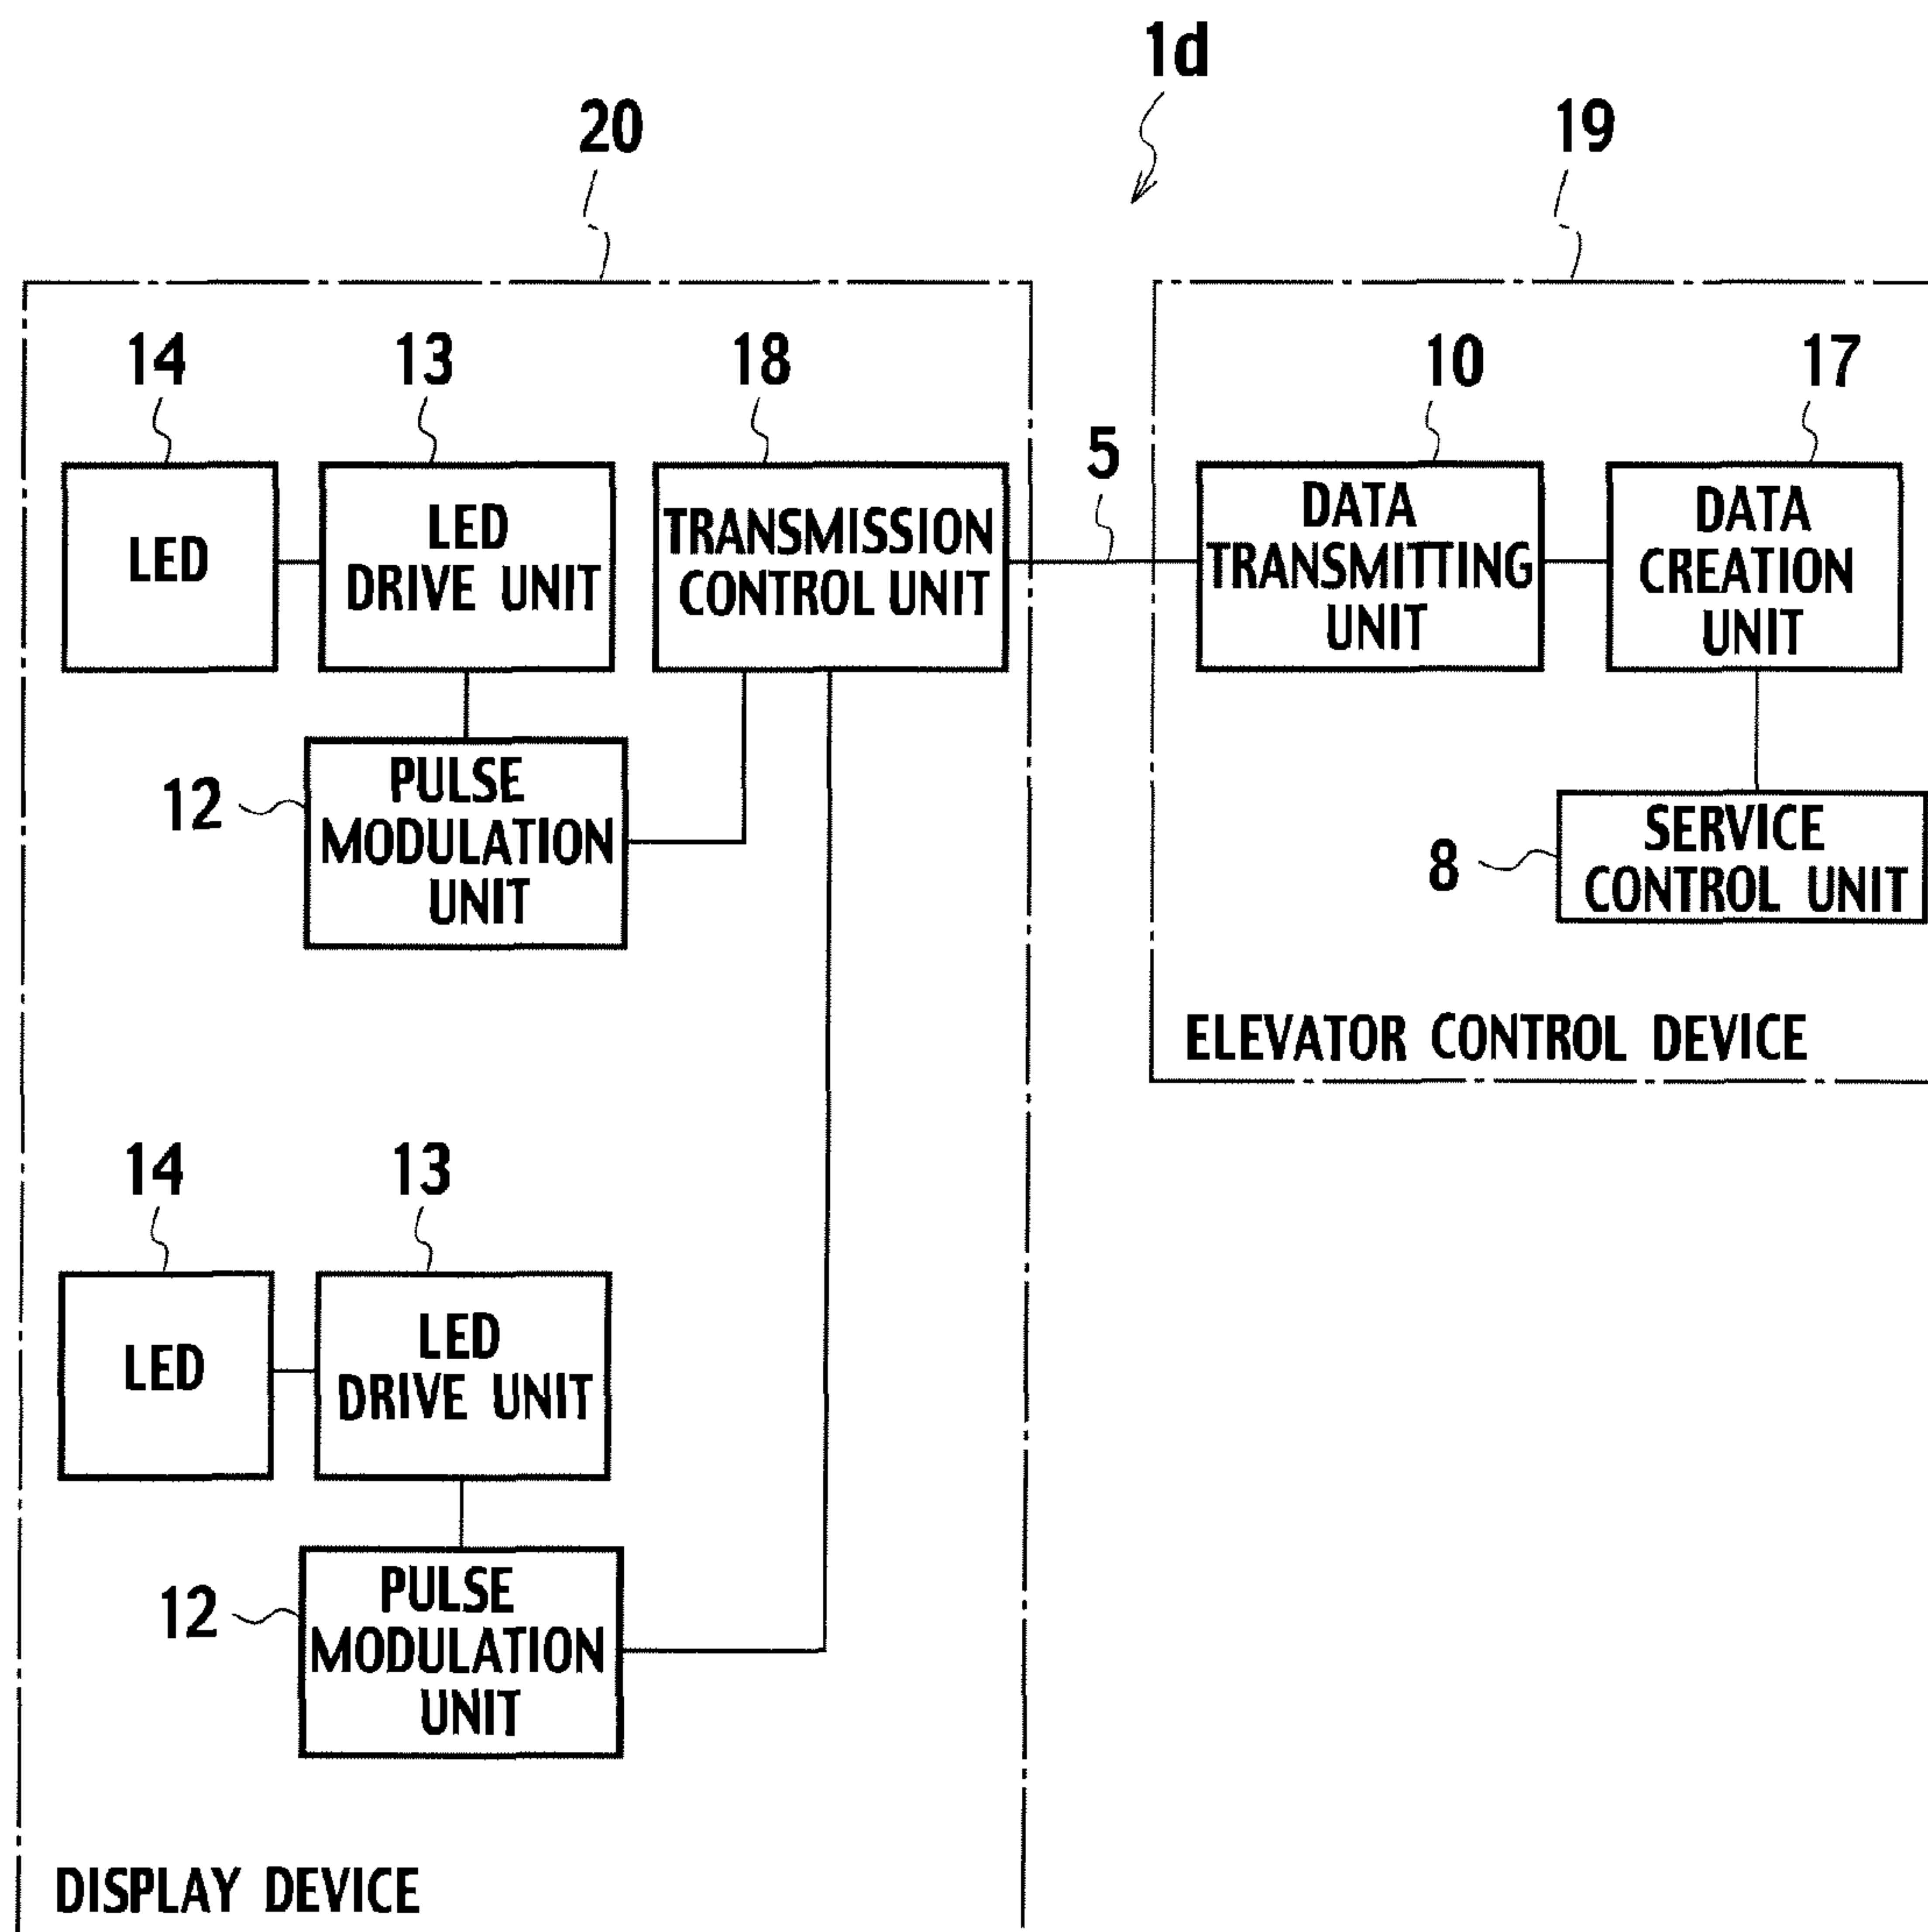 1d
20
19
14
13
18
10
17
5
LED
LED
DRIVE UNIT
TRANSMISSION
CONTROL UNIT
DATA
TRANSMITTING
UNIT
DATA
CREATION
UNIT
12
PULSE
MODULATION
UNIT
8
SERVICE
CONTROL UNIT
ELEVATOR CONTROL DEVICE
14
13
LED
LED
DRIVE UNIT
12
PULSE
MODULATION
UNIT
DISPLAY DEVICE